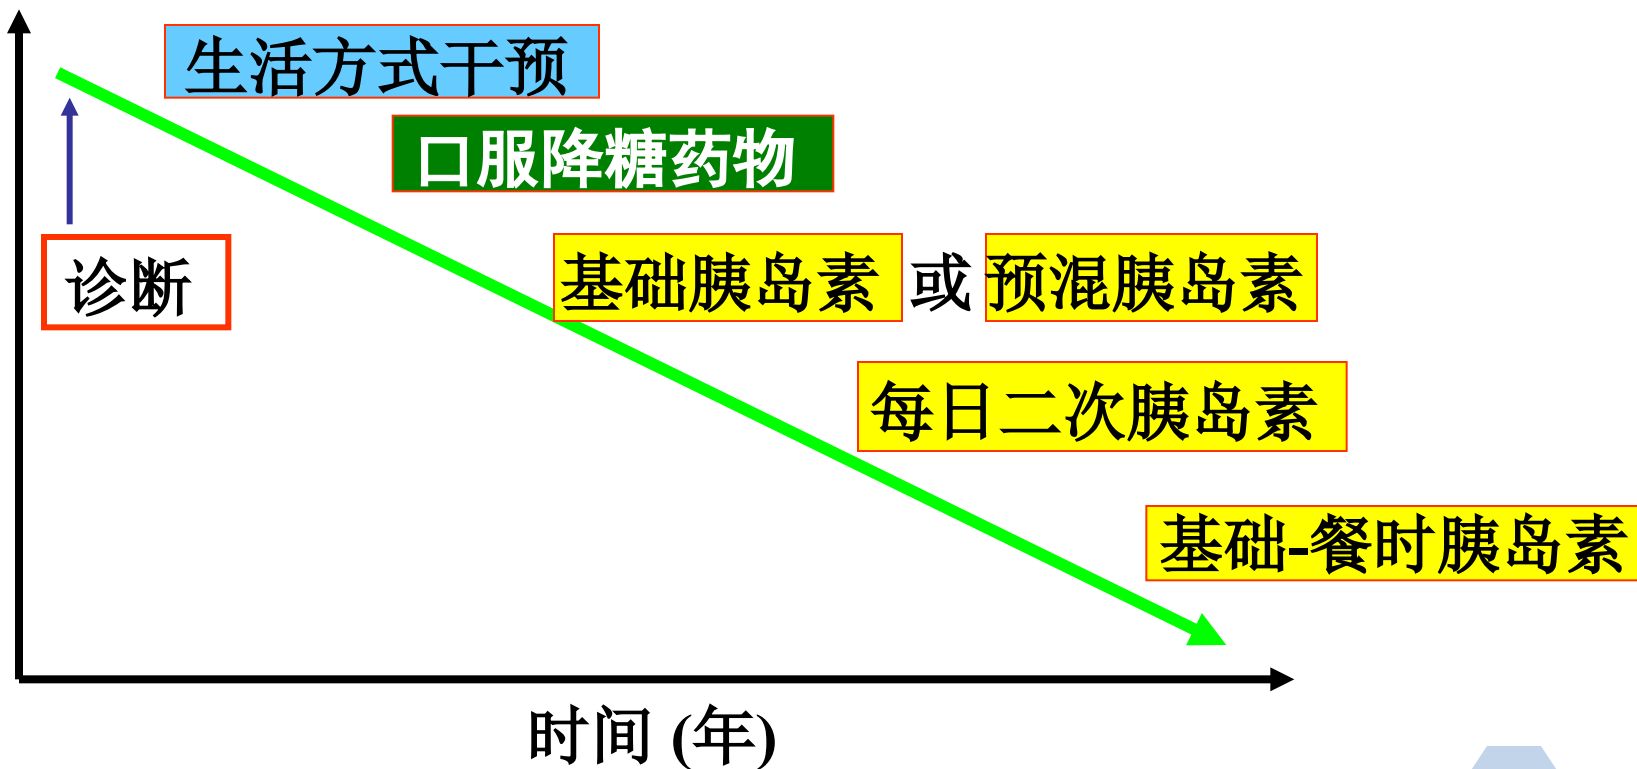 生活方式干预
口服降糖药物
诊断
基础胰岛素 或 预混胰岛素
每日二次胰岛素
基础-餐时胰岛素
时间 (年)